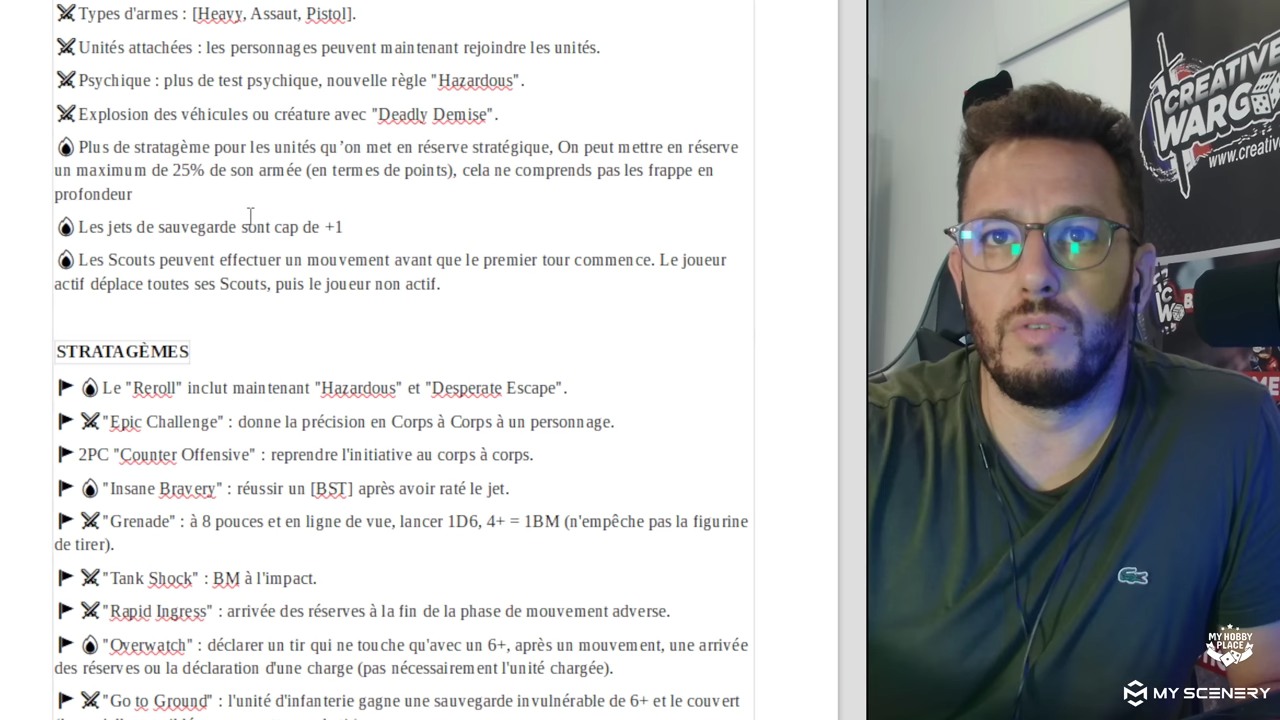 Types d'armes : [Heavy, Assaut, Pistol].
Unités attachées : les personnages peuvent maintenant rejoindre les unités.
Psychique : plus de test psychique, nouvelle règle "Hazardous".
Explosion des véhicules ou créature avec "Deadly Demise".
Plus de stratagème pour les unités qu'on met en réserve stratégique, On peut mettre en réserve
un maximum de 25% de son armée (en termes de points), cela ne comprends pas les frappe en
profondeur
Les jets de sauvegarde sont cap de +1
Les Scouts peuvent effectuer un mouvement avant que le premier tour commence. Le joueur
actif déplace toutes ses Scouts, puis le joueur non actif.
STRATAGÈMES
Le "Reroll" inclut maintenant "Hazardous" et "Desperate Escape".
"Epic Challenge" : donne la précision en Corps à Corps à un personnage.
2PC "Counter Offensive" : reprendre l'initiative au corps à corps.
"Insane Bravery" : réussir un [BST] après avoir raté le jet.
"Grenade" : à 8 pouces et en ligne de vue, lancer 1D6, 4+ = 1BM (n'empêche pas la figurine
de tirer).
"Tank Shock" : BM à l'impact.
"Rapid Ingress" : arrivée des réserves à la fin de la phase de mouvement adverse.
"Overwatch" : déclarer un tir qui ne touche qu'avec un 6+, après un mouvement, une arrivée
des réserves ou la déclaration d'une charge (pas nécessairement l'unité chargée).
"Go to Ground" : l'unité d'infanterie gagne une sauvegarde invulnérable de 6+ et le couvert
CREATIVE
WARG
www.creativ
MY HOBBY
PLACE
MY SCENERY